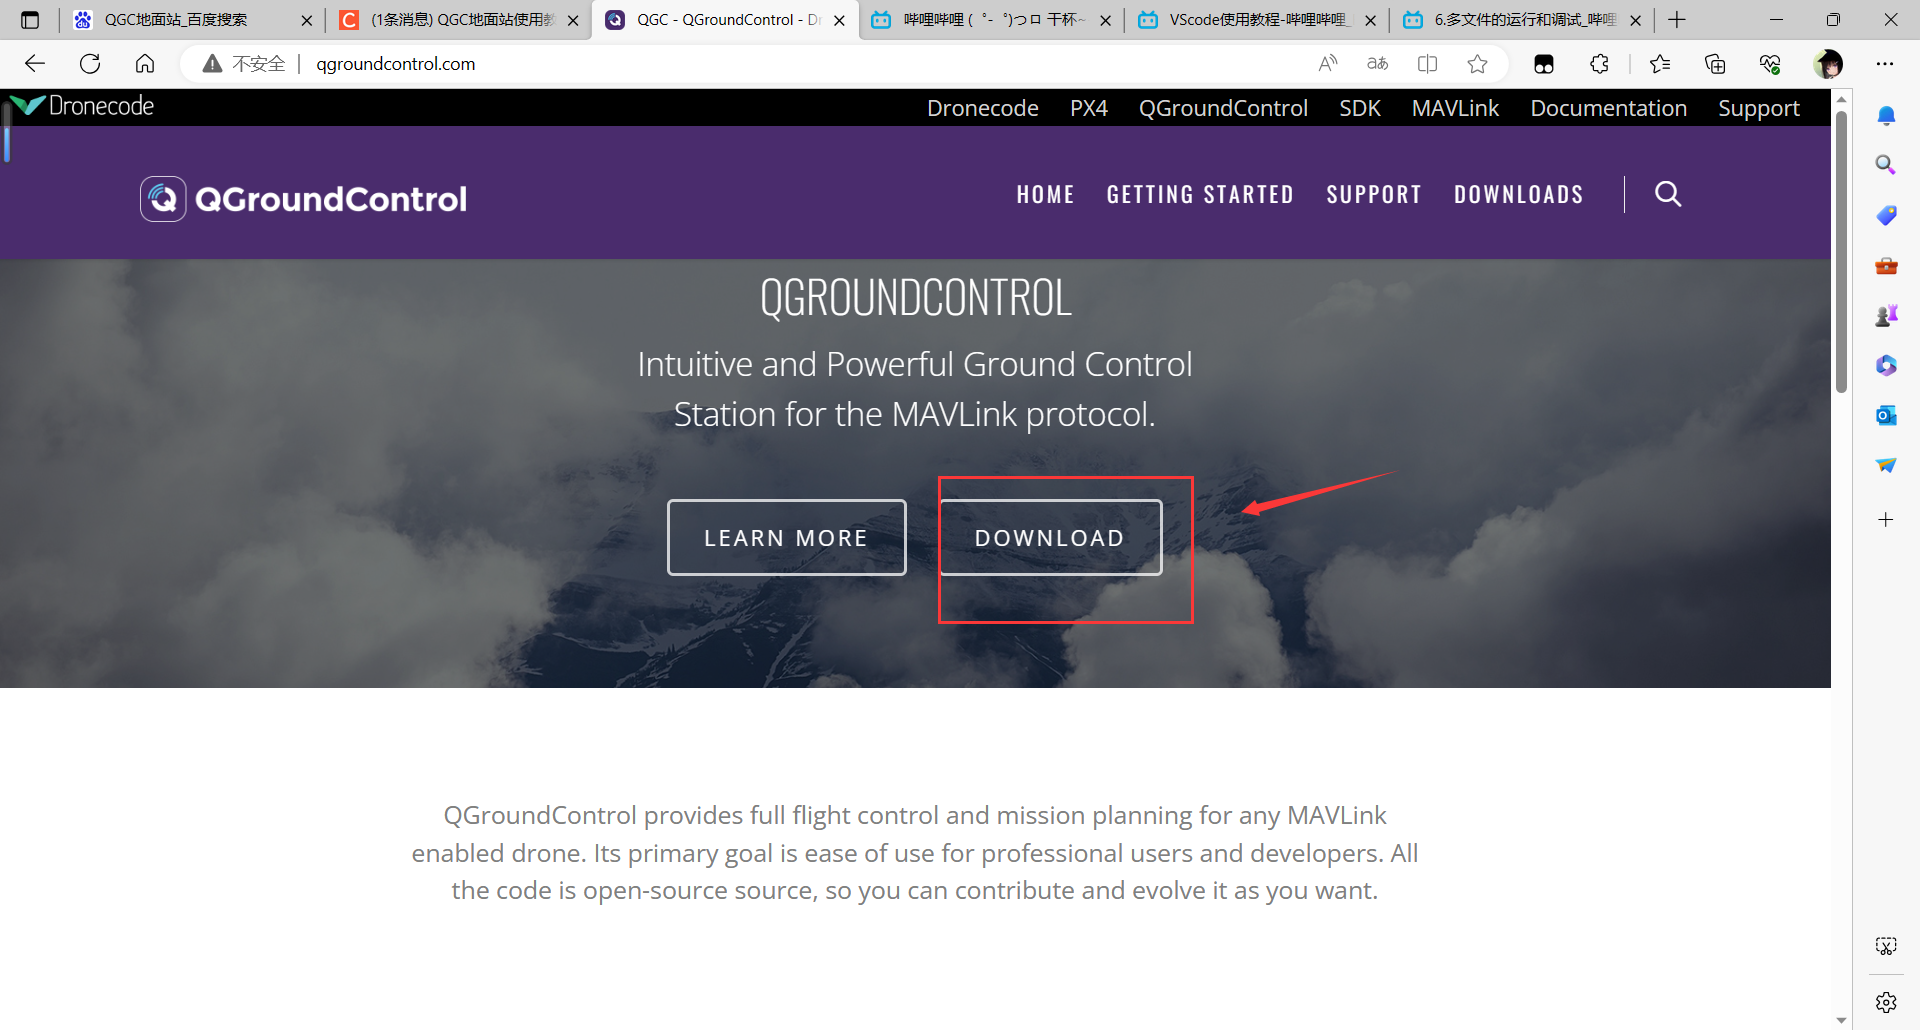 QGC地面站_百度搜索
(1条消息) QGC地面站使用教
QGC - QGroundControl - Dr
哔哩哔哩 (゜-゜)つロ 干杯~
VScode使用教程-哔哩哔哩_
6.多文件的运行和调试_哔哩
不安全
qgroundcontrol.com
Dronecode
Dronecode PX4 QGroundControl SDK MAVLink Documentation Support
QGroundControl
HOME GETTING STARTED SUPPORT DOWNLOADS
QGROUNDCONTROL
Intuitive and Powerful Ground Control
Station for the MAVLink protocol.
LEARN MORE
DOWNLOAD
QGroundControl provides full flight control and mission planning for any MAVLink
enabled drone. Its primary goal is ease of use for professional users and developers. All
the code is open-source source, so you can contribute and evolve it as you want.